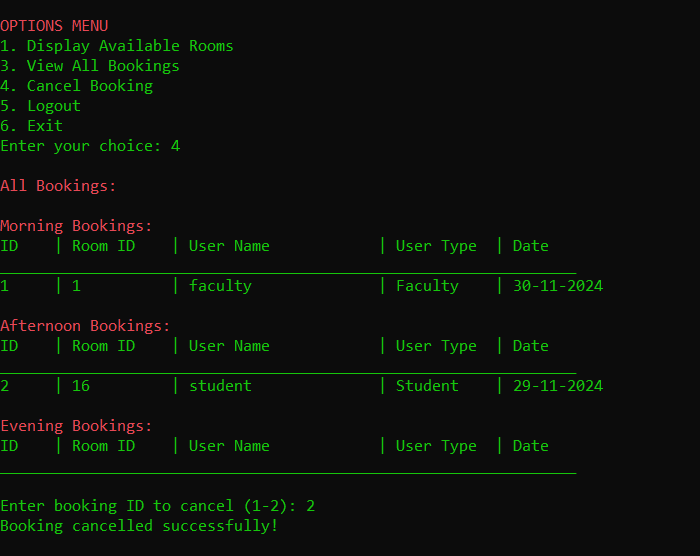 OPTIONS MENU
1. Display Available Rooms
3. View All Bookings
4. Cancel Booking
5. Logout
6. Exit
Enter your choice: 4
All Bookings:
Morning Bookings:
ID    | Room ID    | User Name            | User Type  | Date
________________________________________________________________
1     | 1          | faculty              | Faculty    | 30-11-2024
Afternoon Bookings:
ID    | Room ID    | User Name            | User Type  | Date
________________________________________________________________
2     | 16         | student              | Student    | 29-11-2024
Evening Bookings:
ID    | Room ID    | User Name            | User Type  | Date
________________________________________________________________
Enter booking ID to cancel (1-2): 2
Booking cancelled successfully!